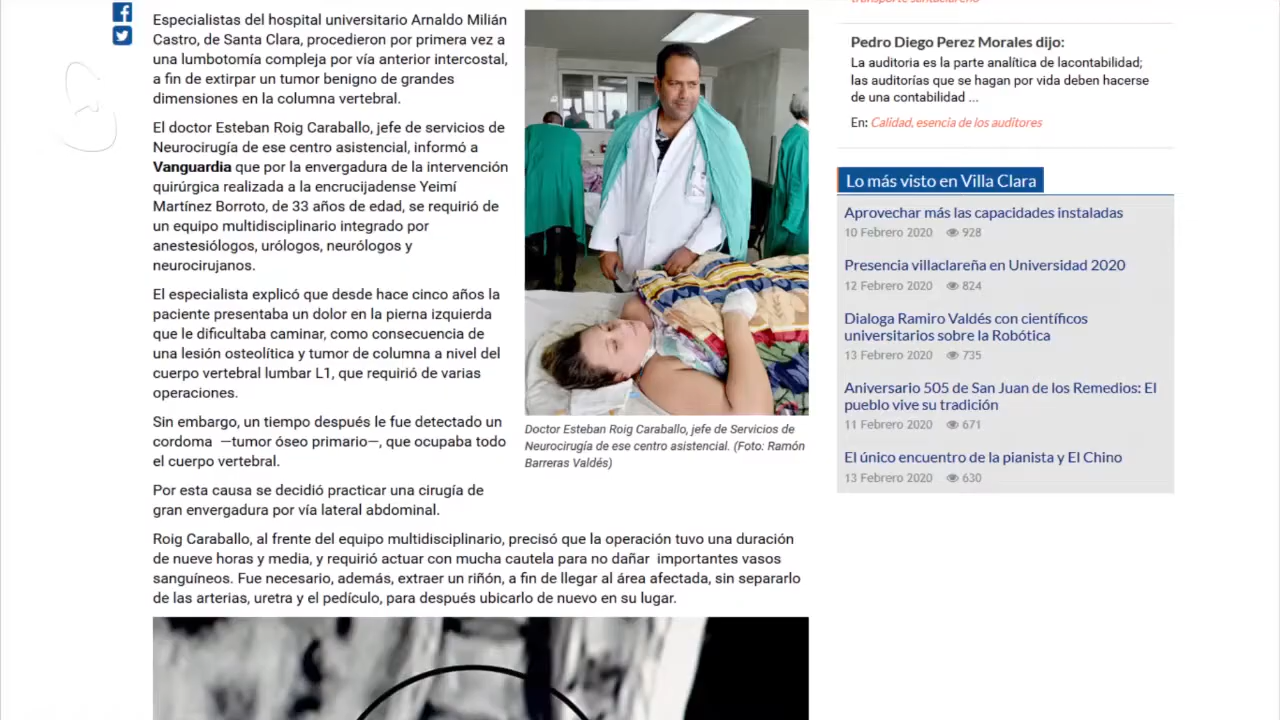 Especialistas del hospital universitario Arnaldo Milián
Castro, de Santa Clara, procedieron por primera vez a
una lumbotomía compleja por vía anterior intercostal,
a fin de extirpar un tumor benigno de grandes
dimensiones en la columna vertebral.
El doctor Esteban Roig Caraballo, jefe de servicios de
Neurocirugía de ese centro asistencial, informó a
Vanguardia que por la envergadura de la intervención
quirúrgica realizada a la encrucijadense Yeimí
Martínez Borroto, de 33 años de edad, se requirió de
un equipo multidisciplinario integrado por
anestesiólogos, urólogos, neurólogos y
neurocirujanos.
El especialista explicó que desde hace cinco años la
paciente presentaba un dolor en la pierna izquierda
que le dificultaba caminar, como consecuencia de
una lesión osteolítica y tumor de columna a nivel del
cuerpo vertebral lumbar L1, que requirió de varias
operaciones.
Sin embargo, un tiempo después le fue detectado un
cordoma —tumor óseo primario—, que ocupaba todo
el cuerpo vertebral.
Por esta causa se decidió practicar una cirugía de
gran envergadura por vía lateral abdominal.
Roig Caraballo, al frente del equipo multidisciplinario, precisó que la operación tuvo una duración
de nueve horas y media, y requirió actuar con mucha cautela para no dañar importantes vasos
sanguíneos. Fue necesario, además, extraer un riñón, a fin de llegar al área afectada, sin separarlo
de las arterias, uretra y el pedículo, para después ubicarlo de nuevo en su lugar.
Doctor Esteban Roig Caraballo, jefe de Servicios de
Neurocirugía de ese centro asistencial. (Foto: Ramón
Barreras Valdés)
transporte santaclareño
Pedro Diego Perez Morales dijo:
La auditoria es la parte analítica de lacontabilidad;
las auditorías que se hagan por vida deben hacerse
de una contabilidad ...
En: Calidad, esencia de los auditores
Lo más visto en Villa Clara
Aprovechar más las capacidades instaladas
10 Febrero 2020 928
Presencia villaclareña en Universidad 2020
12 Febrero 2020 824
Dialoga Ramiro Valdés con científicos
universitarios sobre la Robótica
13 Febrero 2020 735
Aniversario 505 de San Juan de los Remedios: El
pueblo vive su tradición
11 Febrero 2020 671
El único encuentro de la pianista y El Chino
13 Febrero 2020 630